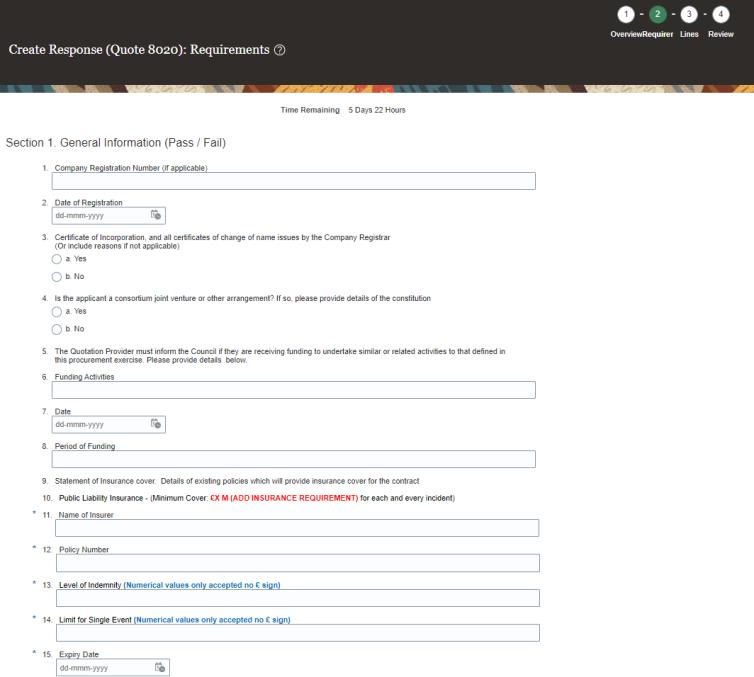 1 - 2 - 3 - 4
OverviewRequirer Lines Review
Create Response (Quote 8020): Requirements ?
Time Remaining 5 Days 22 Hours
Section 1. General Information (Pass / Fail)
1. Company Registration Number (if applicable)
2. Date of Registration
dd-mmm-yyyy
3. Certificate of Incorporation, and all certificates of change of name issues by the Company Registrar
(Or include reasons if not applicable)
a. Yes
b. No
4. Is the applicant a consortium joint venture or other arrangement? If so, please provide details of the constitution
a. Yes
b. No
5. The Quotation Provider must inform the Council if they are receiving funding to undertake similar or related activities to that defined in
this procurement exercise. Please provide details below.
6. Funding Activities
7. Date
dd-mmm-yyyy
8. Period of Funding
9. Statement of Insurance cover. Details of existing policies which will provide insurance cover for the contract
10. Public Liability Insurance - (Minimum Cover: £X M (ADD INSURANCE REQUIREMENT) for each and every incident)
* 11. Name of Insurer
* 12. Policy Number
* 13. Level of Indemnity (Numerical values only accepted no £ sign)
* 14. Limit for Single Event (Numerical values only accepted no £ sign)
* 15. Expiry Date
dd-mmm-yyyy